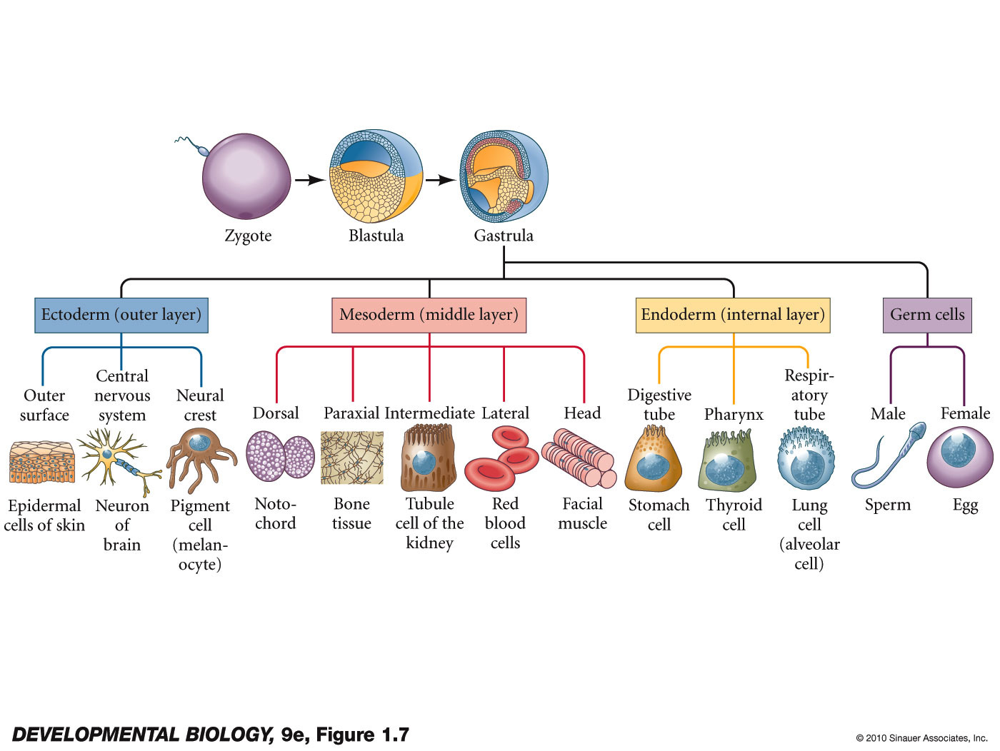 Zygote
Blastula
Gastrula
Ectoderm (outer layer)
Mesoderm (middle layer)
Endoderm (internal layer)
Germ cells
Outer
surface
Central
nervous
system
Neural
crest
Dorsal
Paraxial
Intermediate
Lateral
Head
Digestive
tube
Pharynx
Respir-
atory
tube
Male
Female
Epidermal
cells of skin
Neuron
of
brain
Pigment
cell
(melan-
ocyte)
Noto-
chord
Bone
tissue
Tubule
cell of the
kidney
Red
blood
cells
Facial
muscle
Stomach
cell
Thyroid
cell
Lung
cell
(alveolar
cell)
Sperm
Egg
DEVELOPMENTAL BIOLOGY, 9e, Figure 1.7
© 2010 Sinauer Associates, Inc.